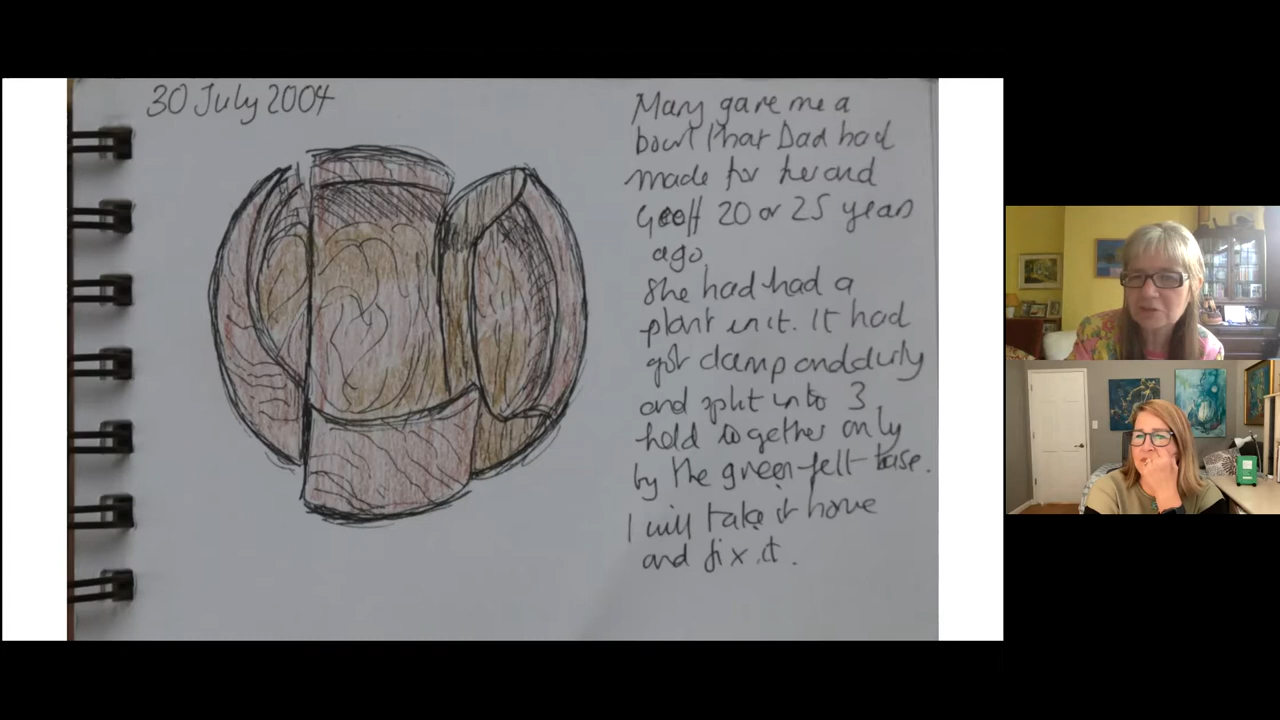 30 July 2004
Mary gave me a
bowl that Dad had
made for her and
Geoff 20 or 25 years
ago
She had had a
plant in it. It had
got damp and dirty
and split into 3
held together only
by the green felt base.
I will take it home
and fix it.